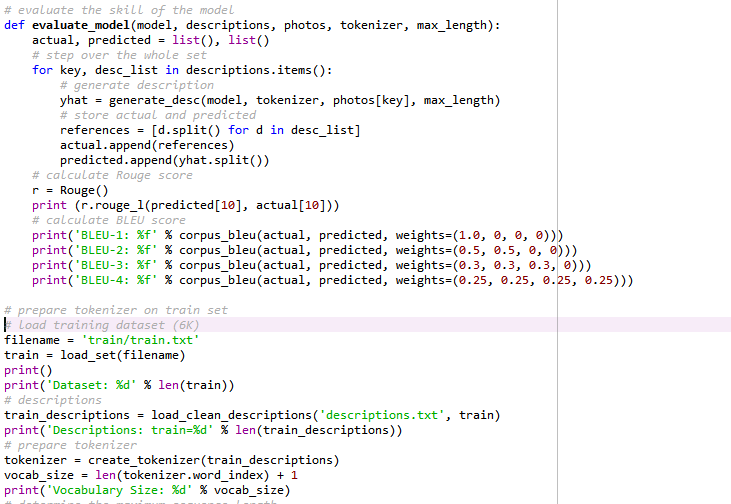 # evaluate the skill of the model
def evaluate_model(model, descriptions, photos, tokenizer, max_length):
    actual, predicted = list(), list()
    # step over the whole set
    for key, desc_list in descriptions.items():
        # generate description
        yhat = generate_desc(model, tokenizer, photos[key], max_length)
        # store actual and predicted
        references = [d.split() for d in desc_list]
        actual.append(references)
        predicted.append(yhat.split())
    # calculate Rouge score
    r = Rouge()
    print (r.rouge_l(predicted[10], actual[10]))
    # calculate BLEU score
    print('BLEU-1: %f' % corpus_bleu(actual, predicted, weights=(1.0, 0, 0, 0)))
    print('BLEU-2: %f' % corpus_bleu(actual, predicted, weights=(0.5, 0.5, 0, 0)))
    print('BLEU-3: %f' % corpus_bleu(actual, predicted, weights=(0.3, 0.3, 0.3, 0)))
    print('BLEU-4: %f' % corpus_bleu(actual, predicted, weights=(0.25, 0.25, 0.25, 0.25)))

# prepare tokenizer on train set
# load training dataset (6K)
filename = 'train/train.txt'
train = load_set(filename)
print()
print('Dataset: %d' % len(train))
# descriptions
train_descriptions = load_clean_descriptions('descriptions.txt', train)
print('Descriptions: train=%d' % len(train_descriptions))
# prepare tokenizer
tokenizer = create_tokenizer(train_descriptions)
vocab_size = len(tokenizer.word_index) + 1
print('Vocabulary Size: %d' % vocab_size)
# determine the maximum sequence length